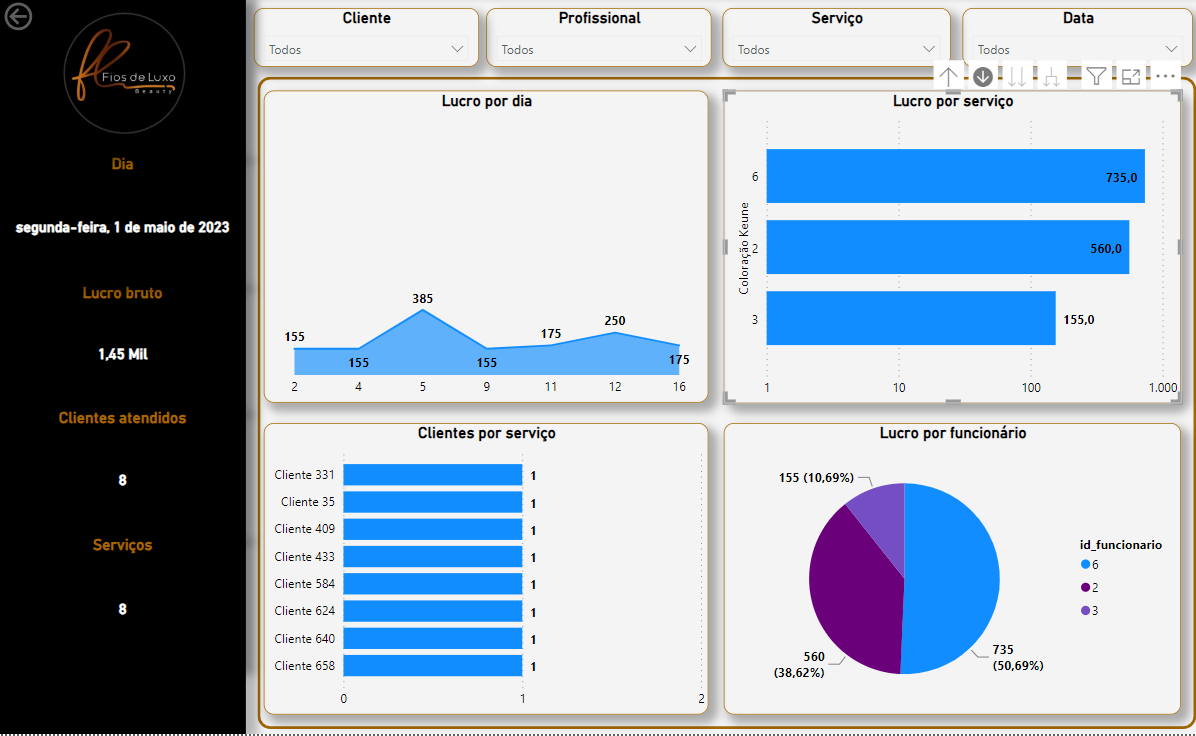 fl
Fios de Luxo
Beauty
Dia
segunda-feira, 1 de maio de 2023
Lucro bruto
1,45 Mil
Clientes atendidos
8
Serviços
8
Cliente
Todos
Profissional
Todos
Serviço
Todos
Data
Todos
Lucro por dia
155
155
385
155
175
250
175
2 4 5 9 11 12 16
Lucro por serviço
Coloração Keune
6 735,0
2 560,0
3 155,0
1 10 100 1.000
Clientes por serviço
Cliente 331 1
Cliente 35 1
Cliente 409 1
Cliente 433 1
Cliente 584 1
Cliente 624 1
Cliente 640 1
Cliente 658 1
0 1 2
Lucro por funcionário
155 (10,69%)
560
(38,62%)
735
(50,69%)
id_funcionario
6
2
3